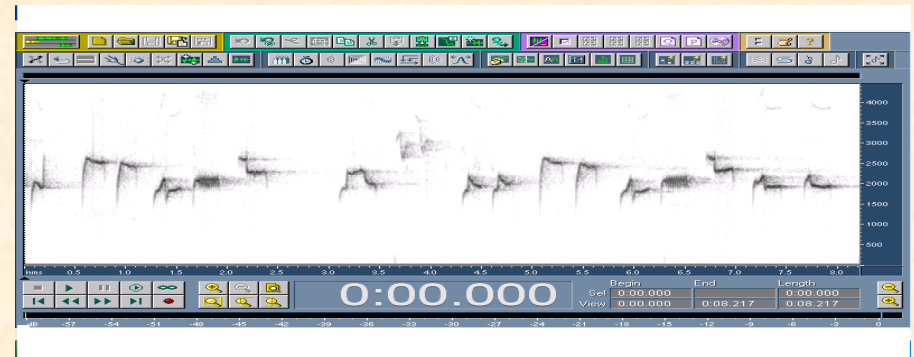 ?
4000
3500
3000
2500
2000
1500
1000
500
hms 0.5 1.0 1.5 2.0 2.5 3.0 3.5 4.0 4.5 5.0 5.5 6.0 6.5 7.0 7.5 8.0
0:00.000
Begin End Length
Sel 0:00.000 0:00.000
View 0:00.000 0:08.217 0:08.217
dB -57 -54 -51 -48 -45 -42 -39 -36 -33 -30 -27 -24 -21 -18 -15 -12 -9 -6 -3 0